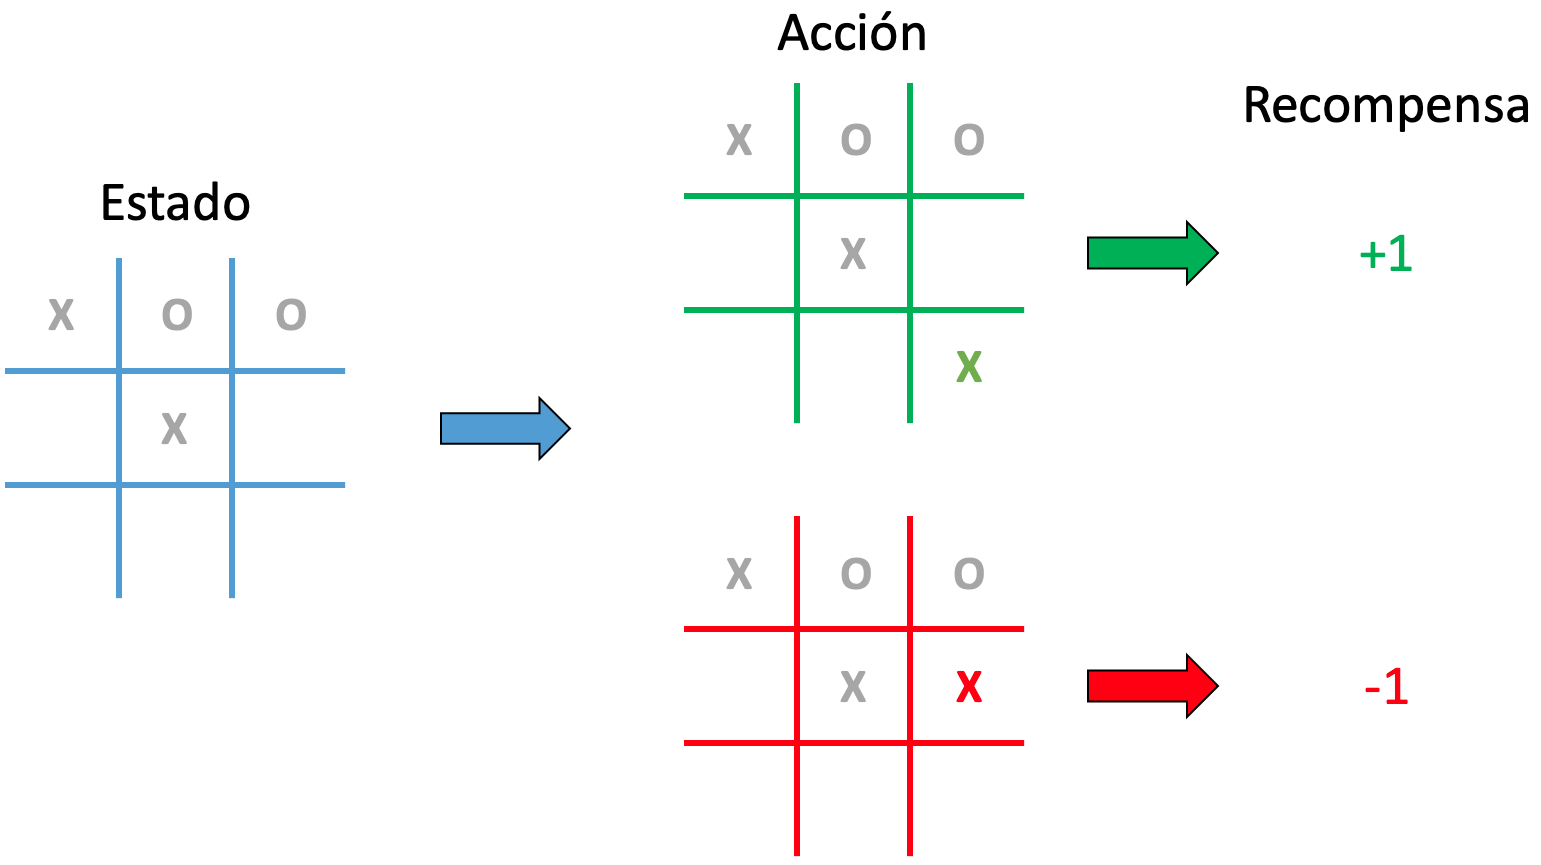 Estado
X O O
X
Acción
X O O
X
X
X O O
X X
Recompensa
+1
-1